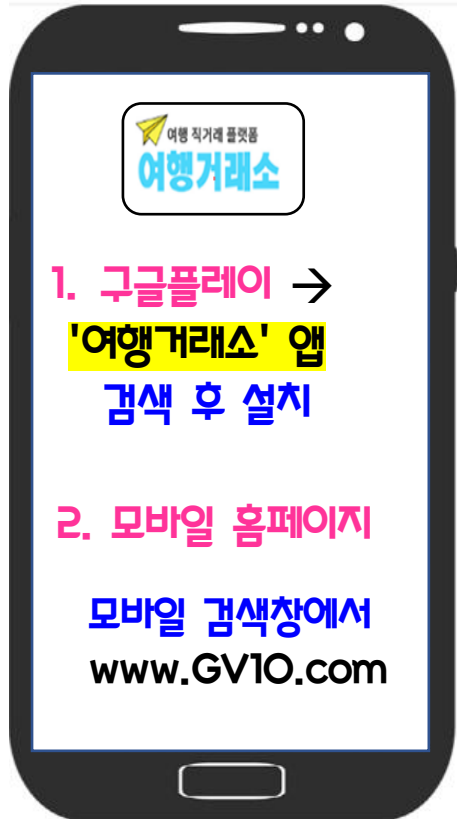 여행 직거래 플랫폼
여행거래소
1. 구글플레이 →
'여행거래소' 앱
검색 후 설치
2. 모바일 홈페이지
모바일 검색창에서
www.GV10.com